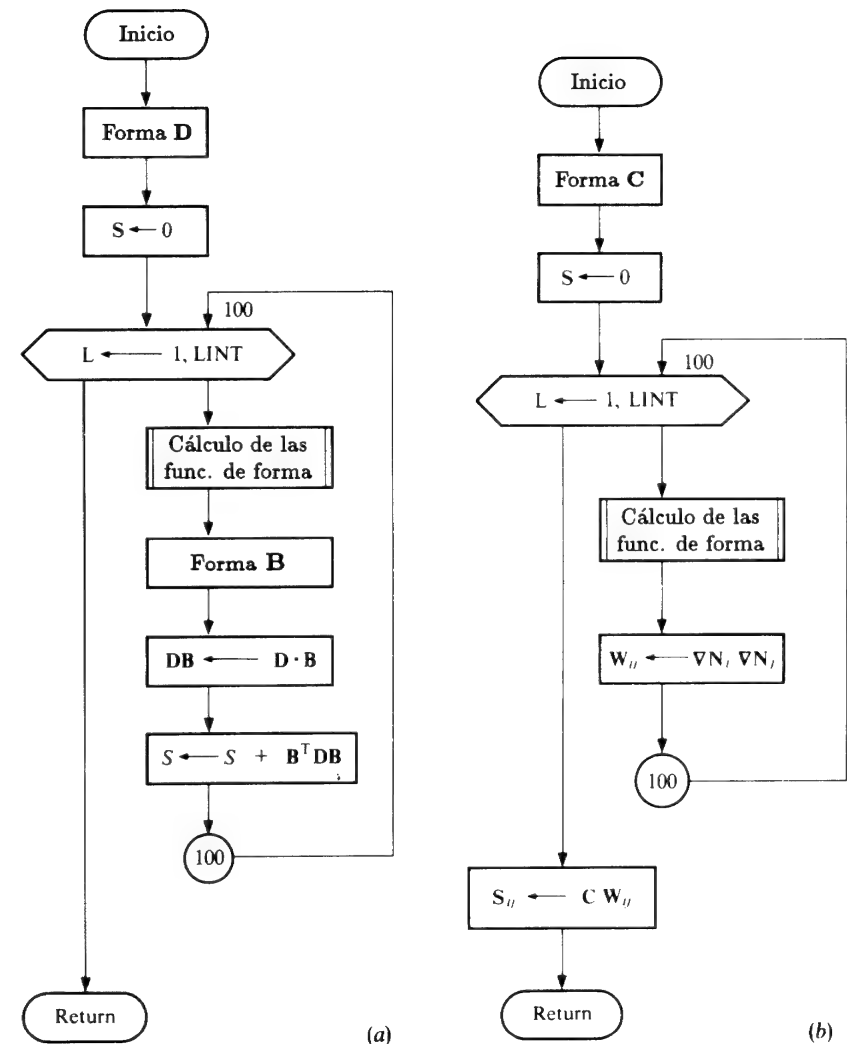 Inicio
Forma D
S ← 0
100
L ← 1, LINT
Cálculo de las
func. de forma
Forma B
DB ← D · B
S ← S + BᵀDB
100
Return
(a)
Inicio
Forma C
S ← 0
100
L ← 1, LINT
Cálculo de las
func. de forma
W_ij ← ∇N_i ∇N_j
100
S_ij ← C W_ij
Return
(b)